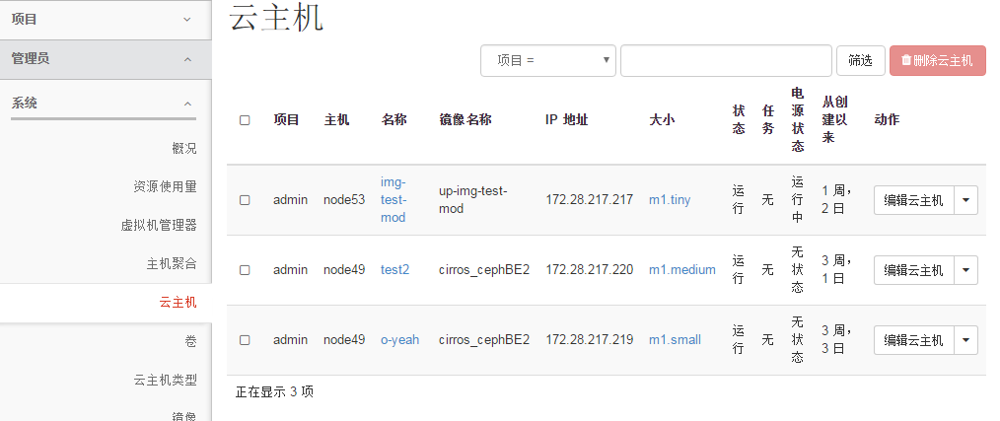 项目
管理员
系统
概况
资源使用量
虚拟机管理器
主机聚合
云主机
卷
云主机类型
镜像
云主机
项目 =
筛选
删除云主机
项目 主机 名称 镜像名称 IP 地址 大小 状态 任务 电源状态 从创建以来 动作
admin node53 img-test-mod up-img-test-mod 172.28.217.217 m1.tiny 运行 无 运行中 1 周, 2 日 编辑云主机
admin node49 test2 cirros_cephBE2 172.28.217.220 m1.medium 运行 无 无状态 3 周, 1 日 编辑云主机
admin node49 o-yeah cirros_cephBE2 172.28.217.219 m1.small 运行 无 无状态 3 周, 3 日 编辑云主机
正在显示 3 项